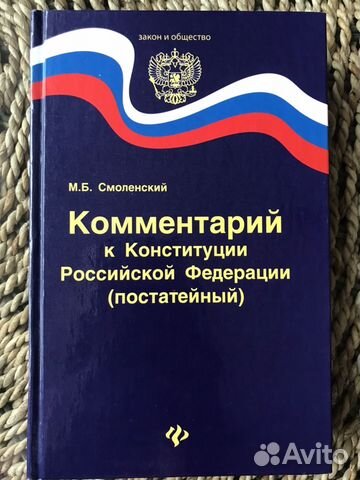 закон и общество
М.Б. Смоленский
Комментарий
к Конституции
Российской Федерации
(постатейный)
Avito